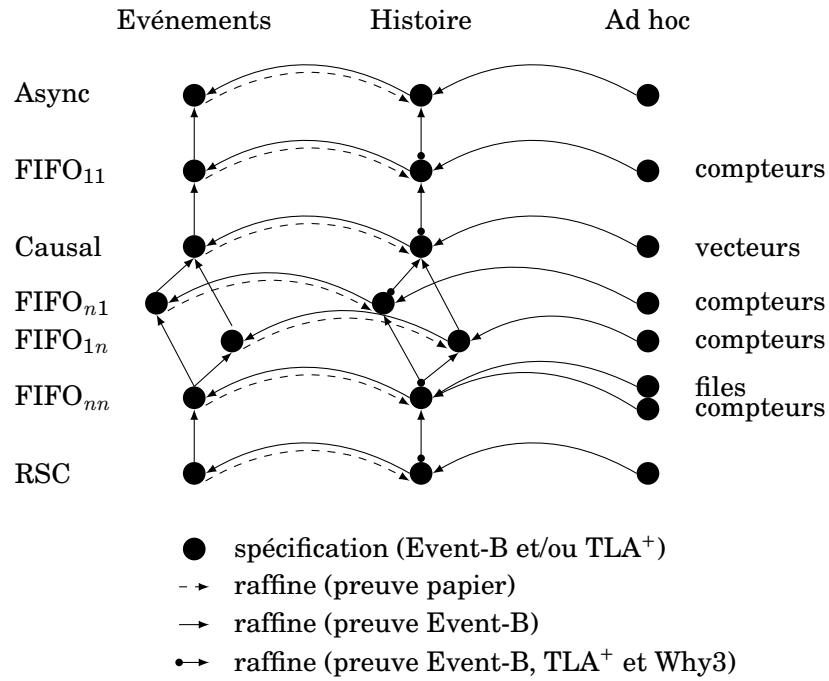 Evénements Histoire Ad hoc
Async
FIFO₁₁ compteurs
Causal vecteurs
FIFOₙ₁ compteurs
FIFO₁ₙ compteurs
files
FIFOₙₙ compteurs
RSC
spécification (Event-B et/ou TLA⁺)
raffine (preuve papier)
raffine (preuve Event-B)
raffine (preuve Event-B, TLA⁺ et Why3)